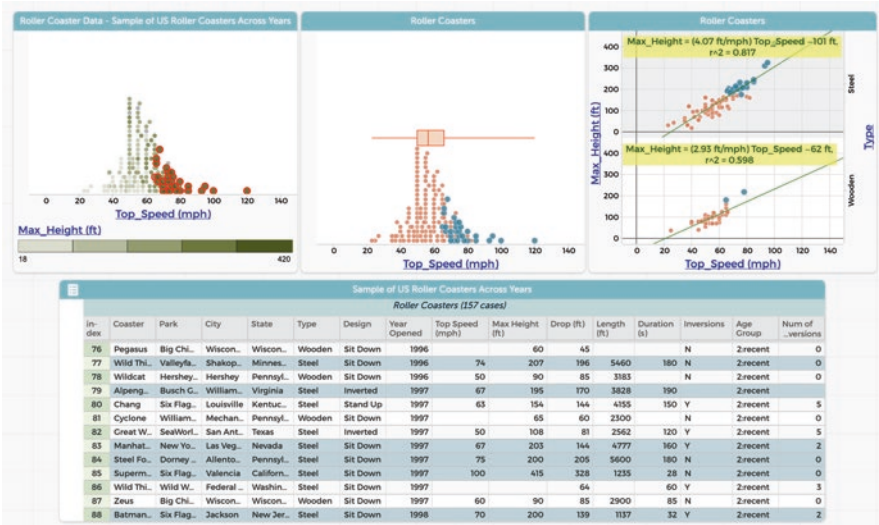 Roller Coaster Data - Sample of US Roller Coasters Across Years
0 20 40 60 80 100 120 140
Top_Speed (mph)
Max_Height (ft)
18 420
Roller Coasters
0 20 40 60 80 100 120 140
Top_Speed (mph)
Roller Coasters
Max_Height = (4.07 ft/mph) Top_Speed -101 ft,
r^2 = 0.817
400
300
200
100
0
Steel
Max_Height = (2.93 ft/mph) Top_Speed -62 ft,
r^2 = 0.598
400
300
200
100
0
Wooden
Max_Height (ft)
Type
0 20 40 60 80 100 120 140
Top_Speed (mph)
Sample of US Roller Coasters Across Years
Roller Coasters (157 cases)
in-dex Coaster Park City State Type Design Year Opened Top Speed (mph) Max Height (ft) Drop (ft) Length (ft) Duration (s) Inversions Age Group Num of ...versions
76 Pegasus Big Chi... Wiscon... Wiscon... Wooden Sit Down 1996 60 45 N 2:recent 0
77 Wild Thi... Valleyfa... Shakop... Minnes... Steel Sit Down 1996 74 207 196 5460 180 N 2:recent 0
78 Wildcat Hershey... Hershey Pennsyl... Wooden Sit Down 1996 50 90 85 3183 N 2:recent 0
79 Alpeng... Busch G... William... Virginia Steel Inverted 1997 67 195 170 3828 190 2:recent
80 Chang Six Flag... Louisville Kentuc... Steel Stand Up 1997 63 154 144 4155 150 Y 2:recent 5
81 Cyclone William... Mechan... Pennsyl... Wooden Sit Down 1997 65 60 2300 N 2:recent 0
82 Great W... SeaWorl... San Ant... Texas Steel Inverted 1997 50 108 81 2562 120 Y 2:recent 5
83 Manhat... New Yo... Las Veg... Nevada Steel Sit Down 1997 67 203 144 4777 160 Y 2:recent 2
84 Steel Fo... Dorney ... Allento... Pennsyl... Steel Sit Down 1997 75 200 205 5600 180 N 2:recent 0
85 Superm... Six Flag... Valencia Californ... Steel Sit Down 1997 100 415 328 1235 28 N 2:recent 0
86 Wild Thi... Wild W... Federal ... Washin... Steel Sit Down 1997 64 60 Y 2:recent 3
87 Zeus Big Chi... Wiscon... Wiscon... Wooden Sit Down 1997 60 90 85 2900 85 N 2:recent 0
88 Batman... Six Flag... Jackson New Jer... Steel Sit Down 1998 70 200 139 1137 32 Y 2:recent 2